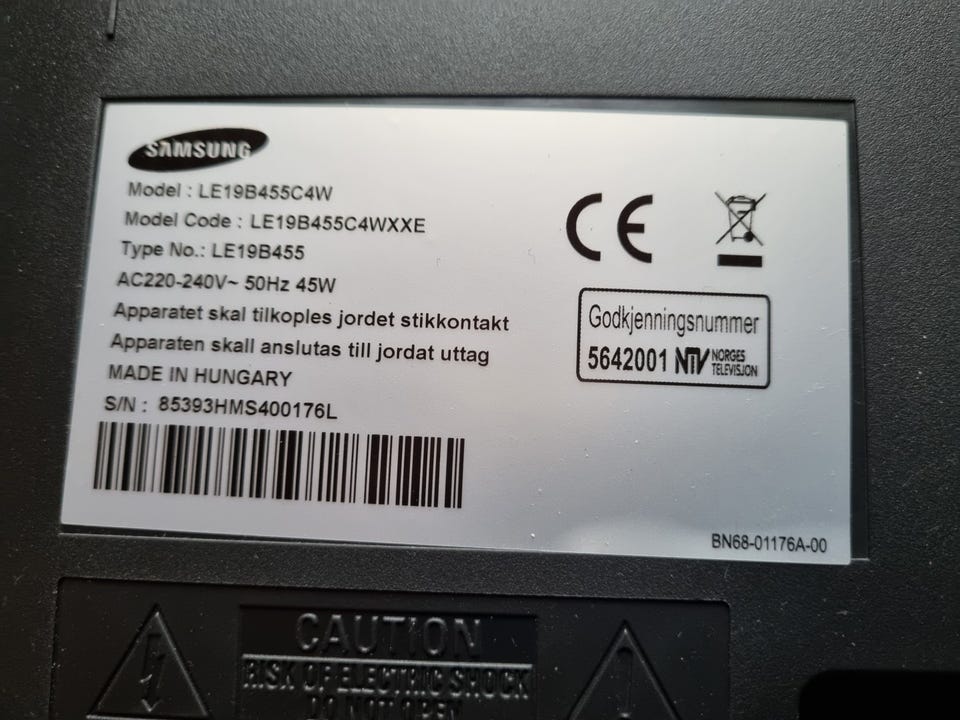 SAMSUNG
Model : LE19B455C4W
Model Code : LE19B455C4WXXE
Type No.: LE19B455
AC220-240V~ 50Hz 45W
Apparatet skal tilkoples jordet stikkontakt
Apparaten skall anslutas till jordat uttag
MADE IN HUNGARY
S/N : 85393HMS400176L
CE
Godkjenningsnummer
5642001 NTV NORGES
TELEVISJON
BN68-01176A-00
CAUTION
RISK OF ELECTRIC SHOCK
DO NOT OPEN